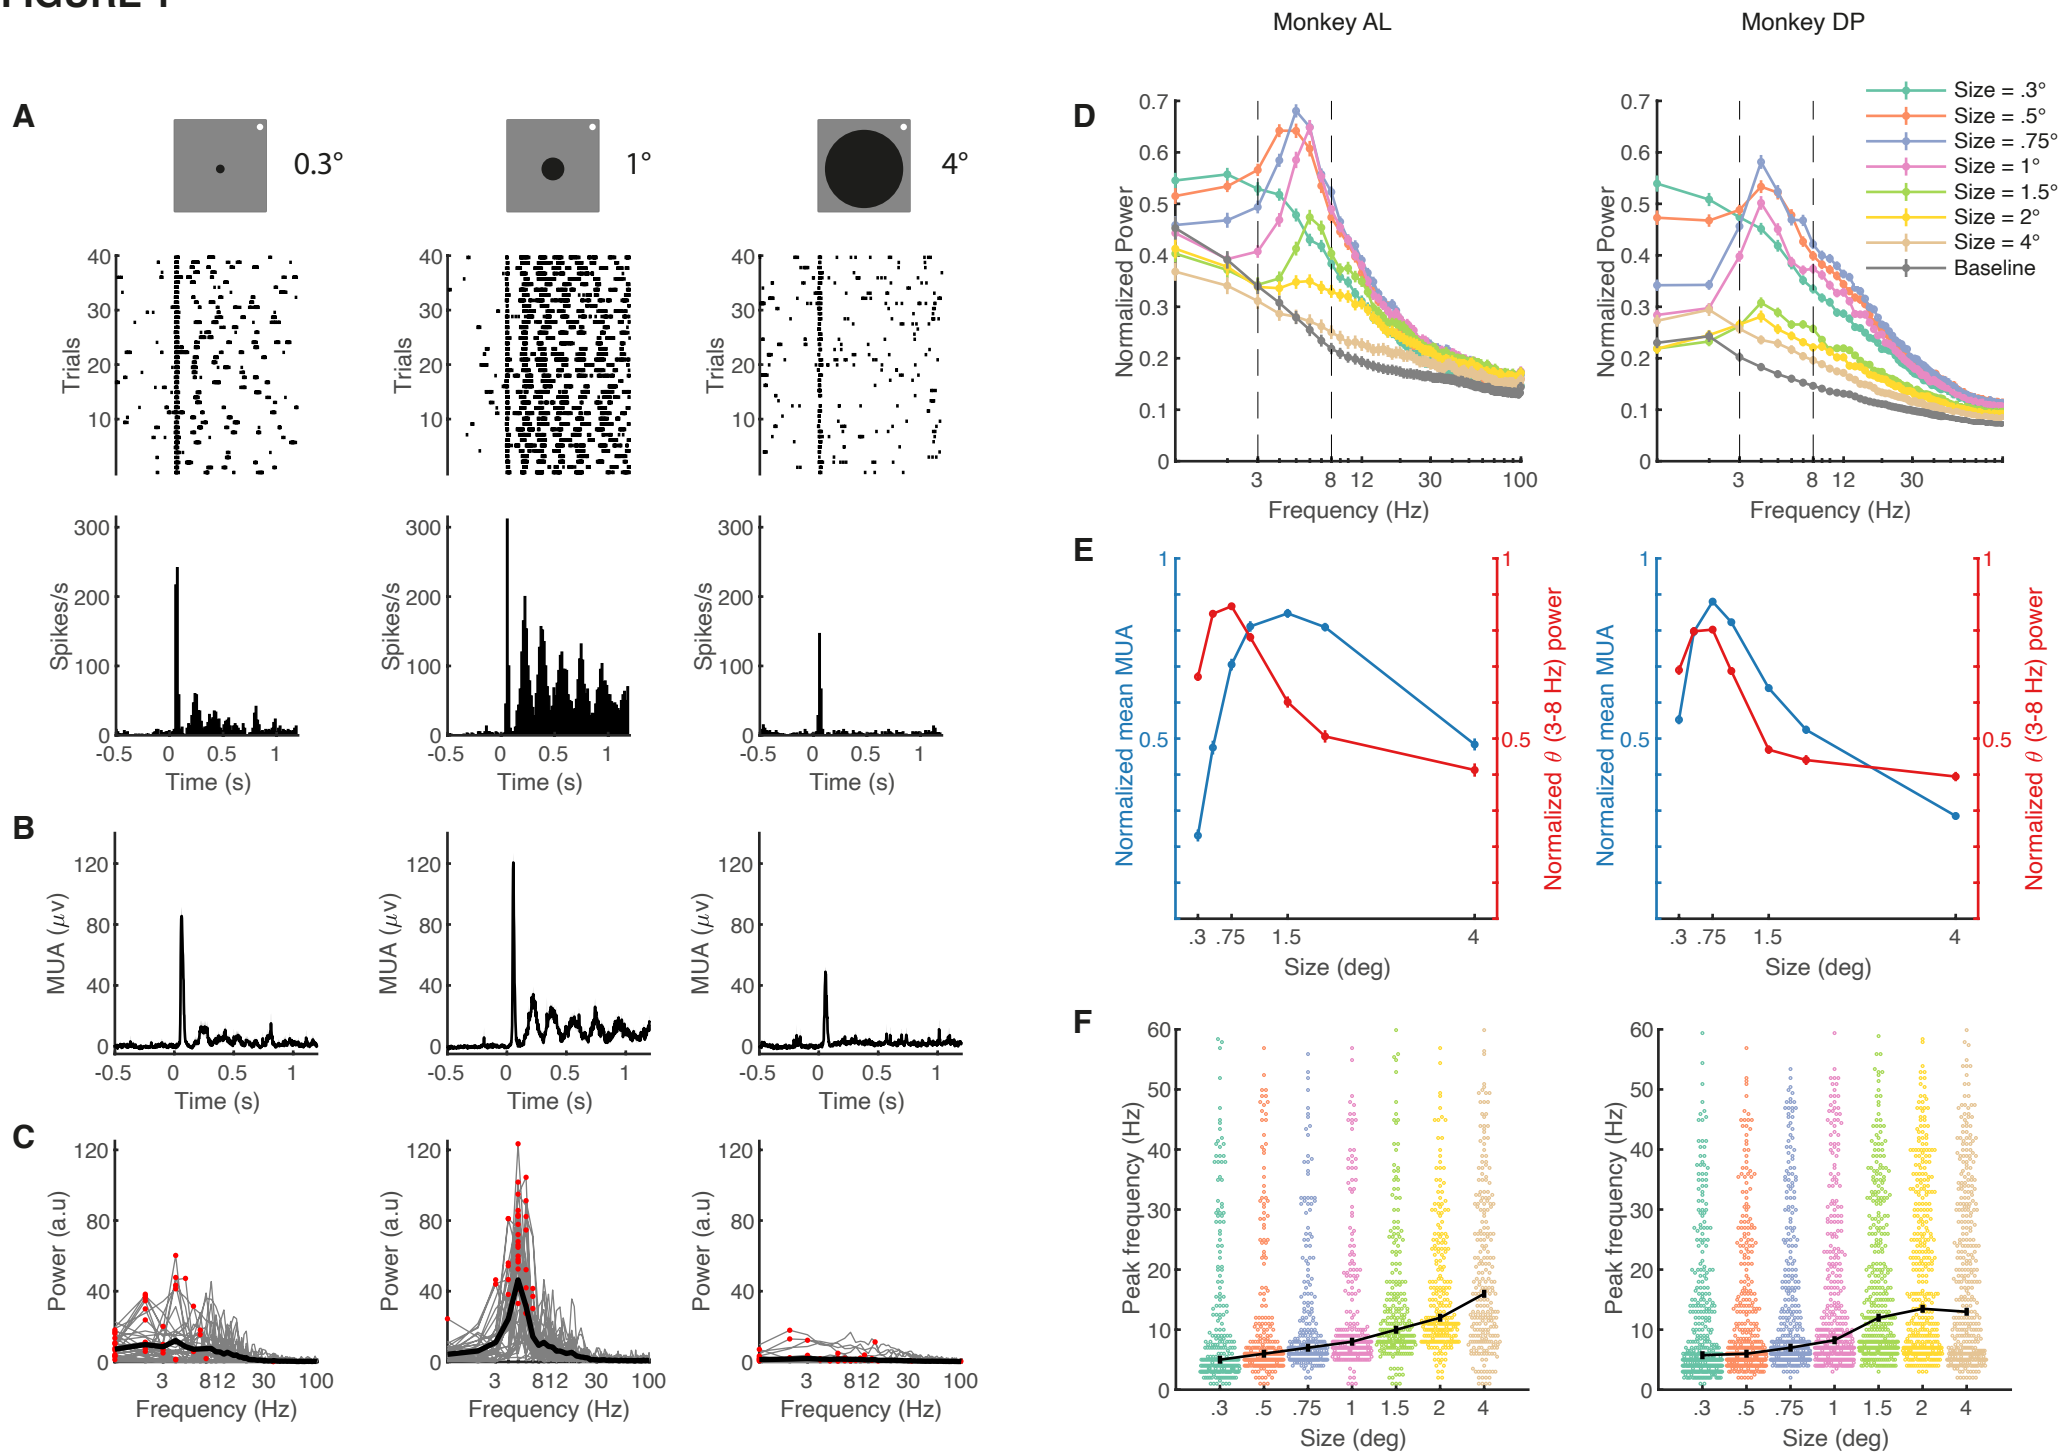 Monkey AL
Monkey DP
A
0.3°
1°
4°
40
30
20
10
Trials
40
30
20
10
Trials
40
30
20
10
Trials
300
200
100
0
Spikes/s
-0.5 0 0.5 1
Time (s)
300
200
100
0
Spikes/s
-0.5 0 0.5 1
Time (s)
300
200
100
0
Spikes/s
-0.5 0 0.5 1
Time (s)
B
120
80
40
0
MUA (μv)
-0.5 0 0.5 1
Time (s)
120
80
40
0
MUA (μv)
-0.5 0 0.5 1
Time (s)
120
80
40
0
MUA (μv)
-0.5 0 0.5 1
Time (s)
C
120
80
40
0
Power (a.u)
3 812 30 100
Frequency (Hz)
120
80
40
0
Power (a.u)
3 812 30 100
Frequency (Hz)
120
80
40
0
Power (a.u)
3 812 30 100
Frequency (Hz)
D
0.7
0.6
0.5
0.4
0.3
0.2
0.1
0
Normalized Power
3 8 12 30 100
Frequency (Hz)
0.7
0.6
0.5
0.4
0.3
0.2
0.1
0
Normalized Power
3 8 12 30
Frequency (Hz)
Size = .3°
Size = .5°
Size = .75°
Size = 1°
Size = 1.5°
Size = 2°
Size = 4°
Baseline
E
1
0.5
Normalized mean MUA
1
0.5
Normalized θ (3-8 Hz) power
.3 .75 1.5 4
Size (deg)
1
0.5
Normalized mean MUA
1
0.5
Normalized θ (3-8 Hz) power
.3 .75 1.5 4
Size (deg)
F
60
50
40
30
20
10
0
Peak frequency (Hz)
.3 .5 .75 1 1.5 2 4
Size (deg)
60
50
40
30
20
10
0
Peak frequency (Hz)
.3 .5 .75 1 1.5 2 4
Size (deg)